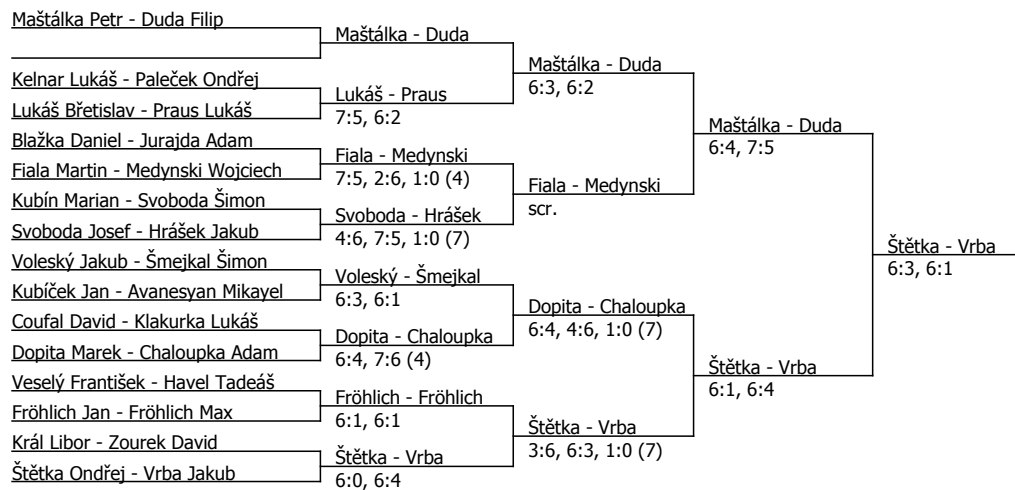 Maštálka Petr - Duda Filip
Kelnar Lukáš - Paleček Ondřej
Lukáš Břetislav - Praus Lukáš
Blažka Daniel - Jurajda Adam
Fiala Martin - Medynski Wojciech
Kubín Marian - Svoboda Šimon
Svoboda Josef - Hrášek Jakub
Voleský Jakub - Šmejkal Šimon
Kubíček Jan - Avanesyan Mikayel
Coufal David - Klakurka Lukáš
Dopita Marek - Chaloupka Adam
Veselý František - Havel Tadeáš
Fröhlich Jan - Fröhlich Max
Král Libor - Zourek David
Štětka Ondřej - Vrba Jakub
Maštálka - Duda
Lukáš - Praus
7:5, 6:2
Fiala - Medynski
7:5, 2:6, 1:0 (4)
Svoboda - Hrášek
4:6, 7:5, 1:0 (7)
Voleský - Šmejkal
6:3, 6:1
Dopita - Chaloupka
6:4, 7:6 (4)
Fröhlich - Fröhlich
6:1, 6:1
Štětka - Vrba
6:0, 6:4
Maštálka - Duda
6:3, 6:2
Fiala - Medynski
scr.
Dopita - Chaloupka
6:4, 4:6, 1:0 (7)
Štětka - Vrba
3:6, 6:3, 1:0 (7)
Maštálka - Duda
6:4, 7:5
Štětka - Vrba
6:1, 6:4
Štětka - Vrba
6:3, 6:1